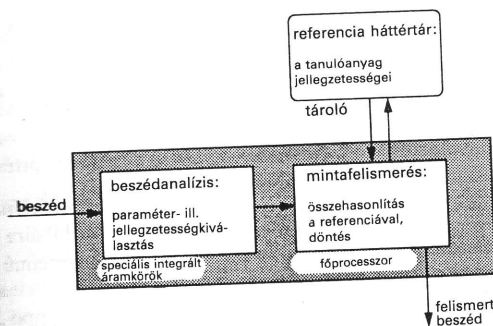 referencia háttértár:
a tanulóanyag
jellegzetességei
tároló
beszéd
beszédanalízis:
paraméter- ill.
jellegzetességkivá-
lasztás
speciális integrált
áramkörök
mintafelismerés:
összehasonlítás
a referenciával,
döntés
főprocesszor
felismert
beszéd